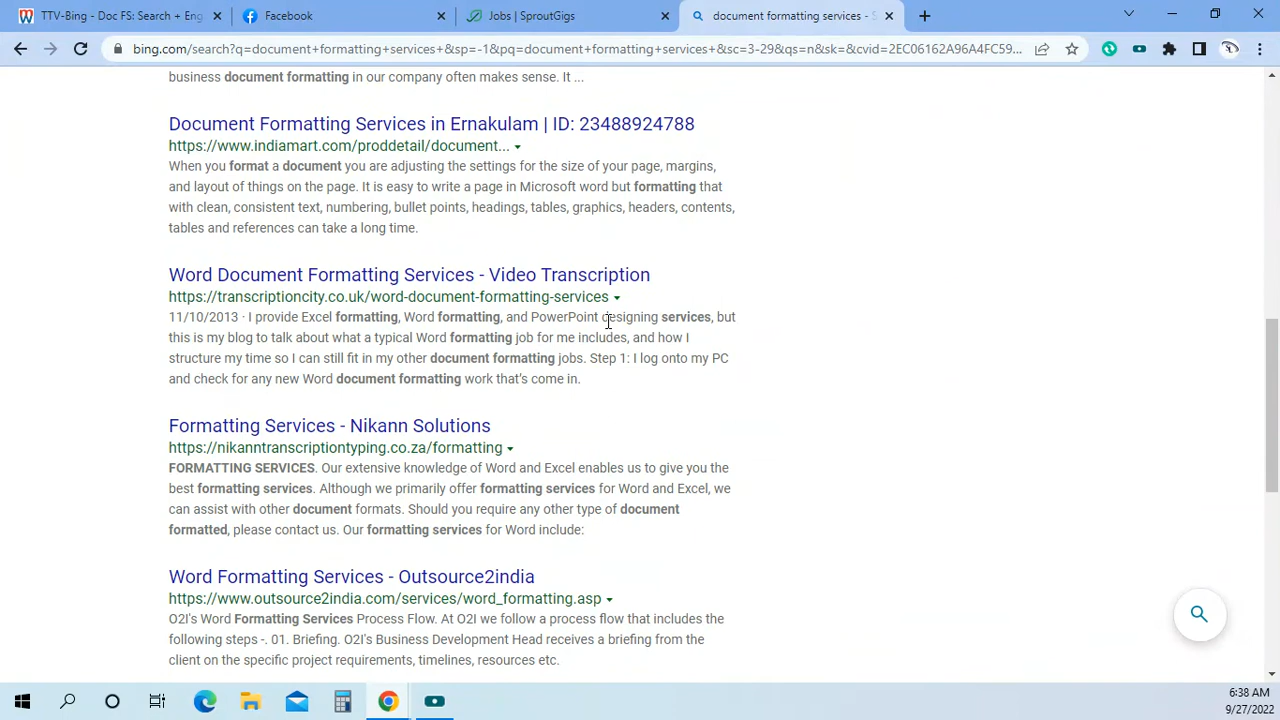 TTV-Bing - Doc FS: Search + Eng
Facebook
Jobs | SproutGigs
document formatting services - S
bing.com/search?q=document+formatting+services+&sp=-1&pq=document+formatting+services+&sc=3-29&qs=n&sk=&cvid=2EC06162A96A4FC59...
business document formatting in our company often makes sense. It ...
Document Formatting Services in Ernakulam | ID: 23488924788
https://www.indiamart.com/proddetail/document...
When you format a document you are adjusting the settings for the size of your page, margins,
and layout of things on the page. It is easy to write a page in Microsoft word but formatting that
with clean, consistent text, numbering, bullet points, headings, tables, graphics, headers, contents,
tables and references can take a long time.
Word Document Formatting Services - Video Transcription
https://transcriptioncity.co.uk/word-document-formatting-services
11/10/2013 · I provide Excel formatting, Word formatting, and PowerPoint designing services, but
this is my blog to talk about what a typical Word formatting job for me includes, and how I
structure my time so I can still fit in my other document formatting jobs. Step 1: I log onto my PC
and check for any new Word document formatting work that's come in.
Formatting Services - Nikann Solutions
https://nikanntranscriptiontyping.co.za/formatting
FORMATTING SERVICES. Our extensive knowledge of Word and Excel enables us to give you the
best formatting services. Although we primarily offer formatting services for Word and Excel, we
can assist with other document formats. Should you require any other type of document
formatted, please contact us. Our formatting services for Word include:
Word Formatting Services - Outsource2india
https://www.outsource2india.com/services/word_formatting.asp
O2I's Word Formatting Services Process Flow. At O2I we follow a process flow that includes the
following steps -. 01. Briefing. O2I's Business Development Head receives a briefing from the
client on the specific project requirements, timelines, resources etc.
6:38 AM
9/27/2022